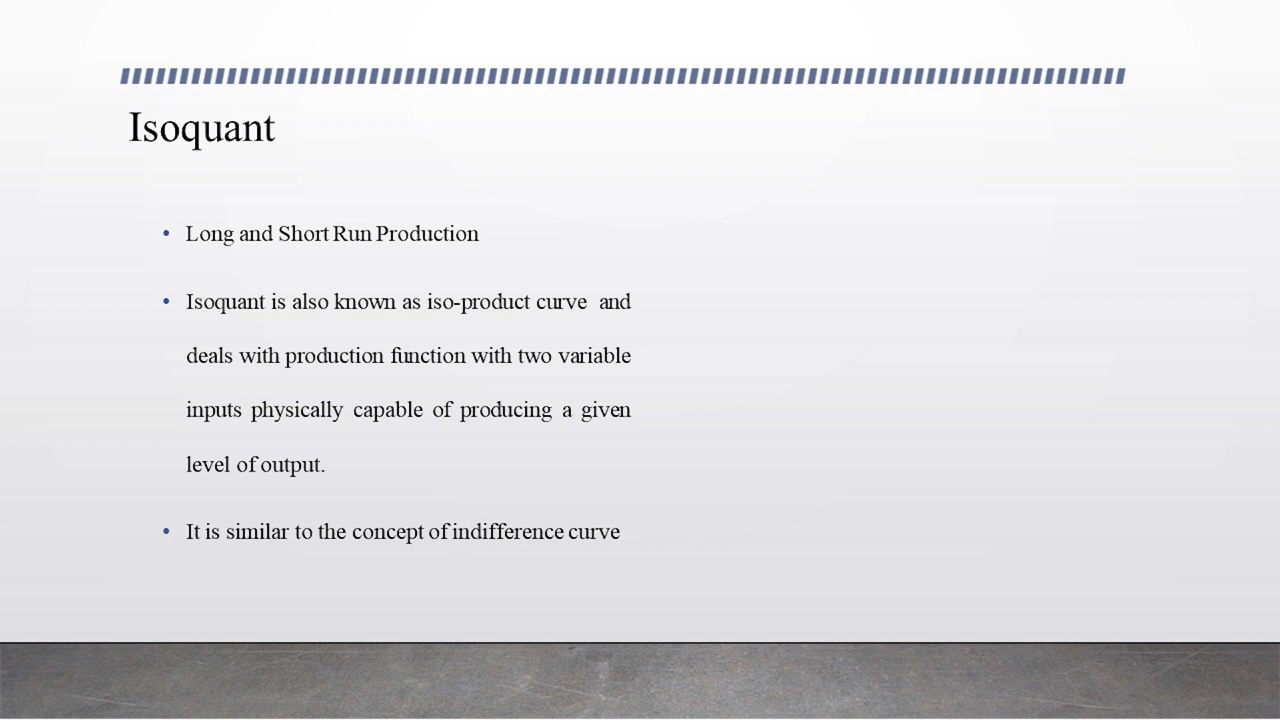 Isoquant
• Long and Short Run Production
• Isoquant is also known as iso-product curve and
deals with production function with two variable
inputs physically capable of producing a given
level of output.
• It is similar to the concept of indifference curve